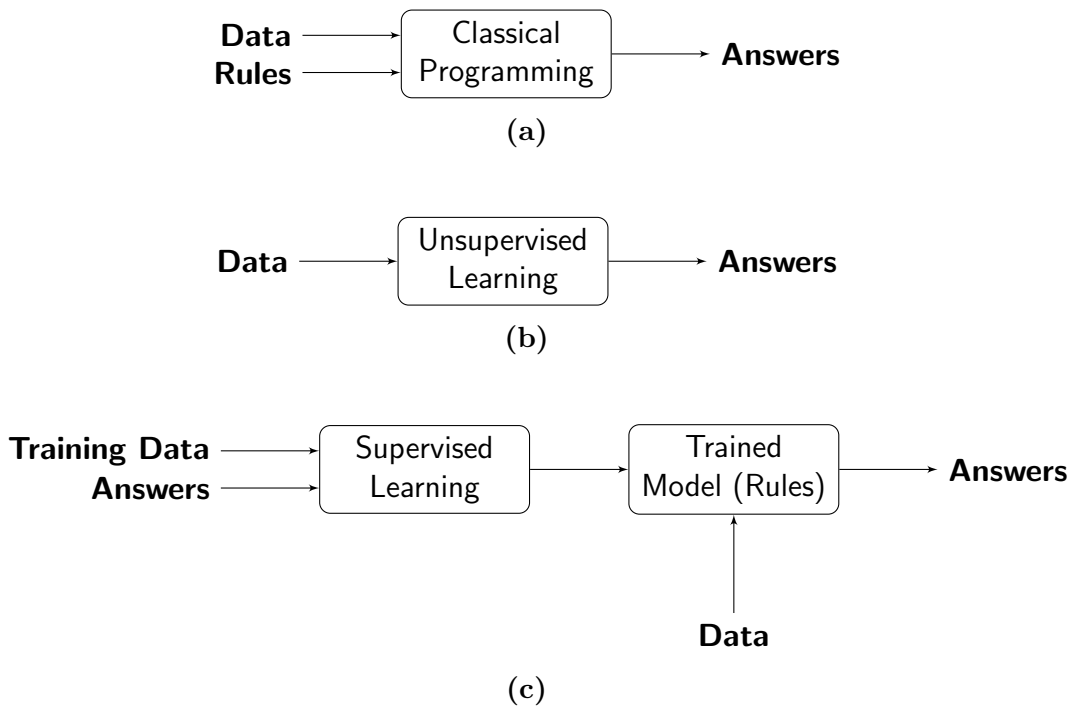 Data
Rules
Classical
Programming
Answers
(a)
Data
Unsupervised
Learning
Answers
(b)
Training Data
Answers
Supervised
Learning
Trained
Model (Rules)
Answers
Data
(c)